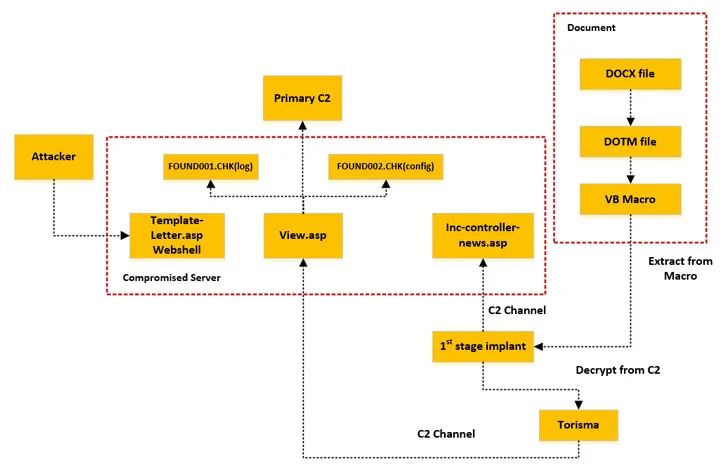 Document
DOCX file
Primary C2
DOTM file
Attacker
FOUND001.CHK(log)
FOUND002.CHK(config)
VB Macro
Template-
Letter.asp
Webshell
View.asp
Inc-controller-
news.asp
Compromised Server
Extract from
Macro
C2 Channel
1st stage implant
Decrypt from C2
Torisma
C2 Channel